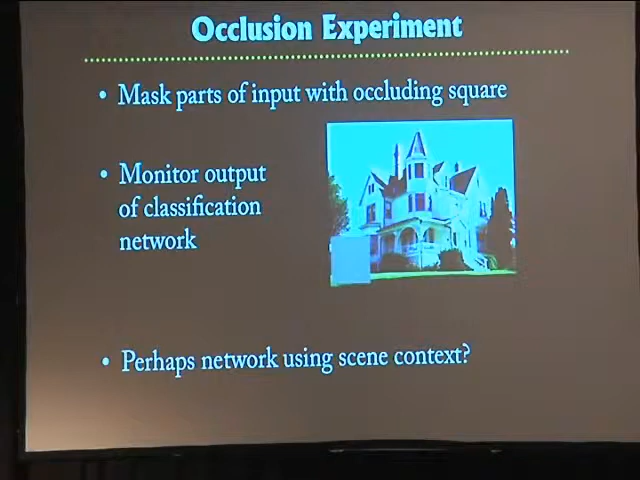 Occlusion Experiment
• Mask parts of input with occluding square
• Monitor output
of classification
network
• Perhaps network using scene context?